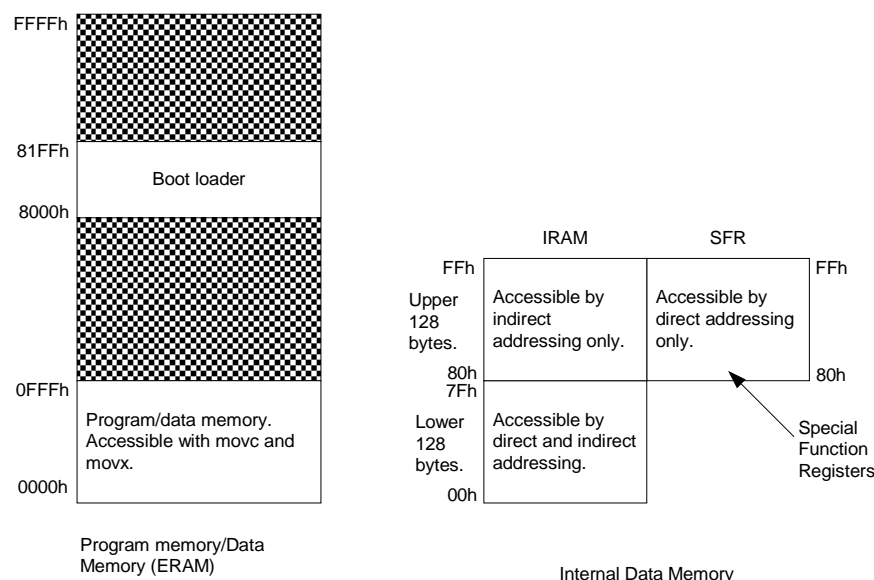 FFFFh
81FFh
Boot loader
8000h
0FFFh
Program/data memory.
Accessible with movc and
movx.
0000h
Program memory/Data
Memory (ERAM)
IRAM
SFR
FFh
FFh
Upper
128
bytes.
Accessible by
indirect
addressing only.
Accessible by
direct addressing
only.
80h
80h
7Fh
Lower
128
bytes.
Accessible by
direct and indirect
addressing.
Special
Function
Registers
00h
Internal Data Memory